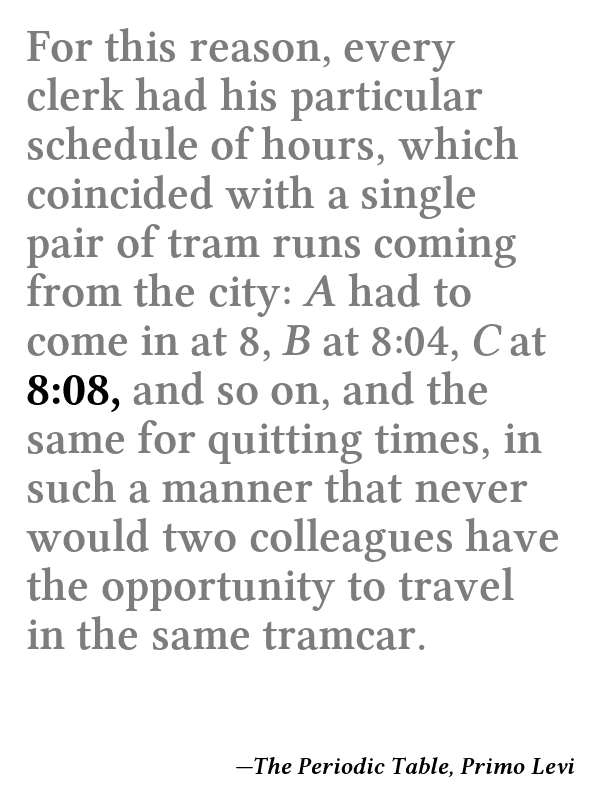 For this reason, every
clerk had his particular
schedule of hours, which
coincided with a single
pair of tram runs coming
from the city: A had to
come in at 8, B at 8:04, C at
8:08, and so on, and the
same for quitting times, in
such a manner that never
would two colleagues have
the opportunity to travel
in the same tramcar.
—The Periodic Table, Primo Levi